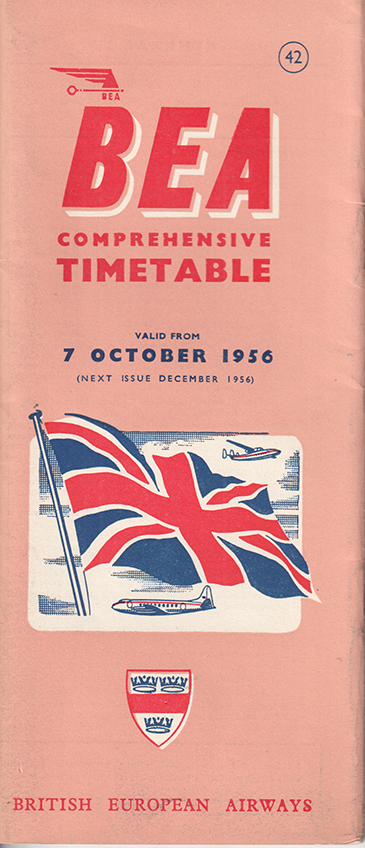 42
BEA
BEA
COMPREHENSIVE
TIMETABLE
VALID FROM
7 OCTOBER 1956
(NEXT ISSUE DECEMBER 1956)
BRITISH EUROPEAN AIRWAYS